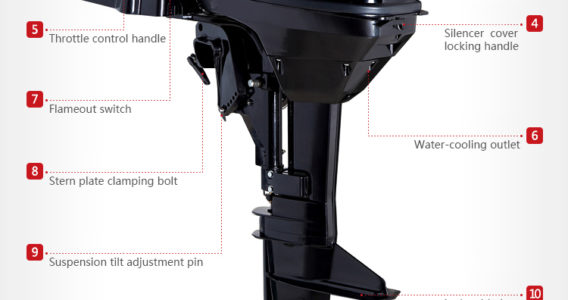 5
Throttle control handle
4
Silencer cover
locking handle
7
Flameout switch
6
Water-cooling outlet
8
Stern plate clamping bolt
9
Suspension tilt adjustment pin
10